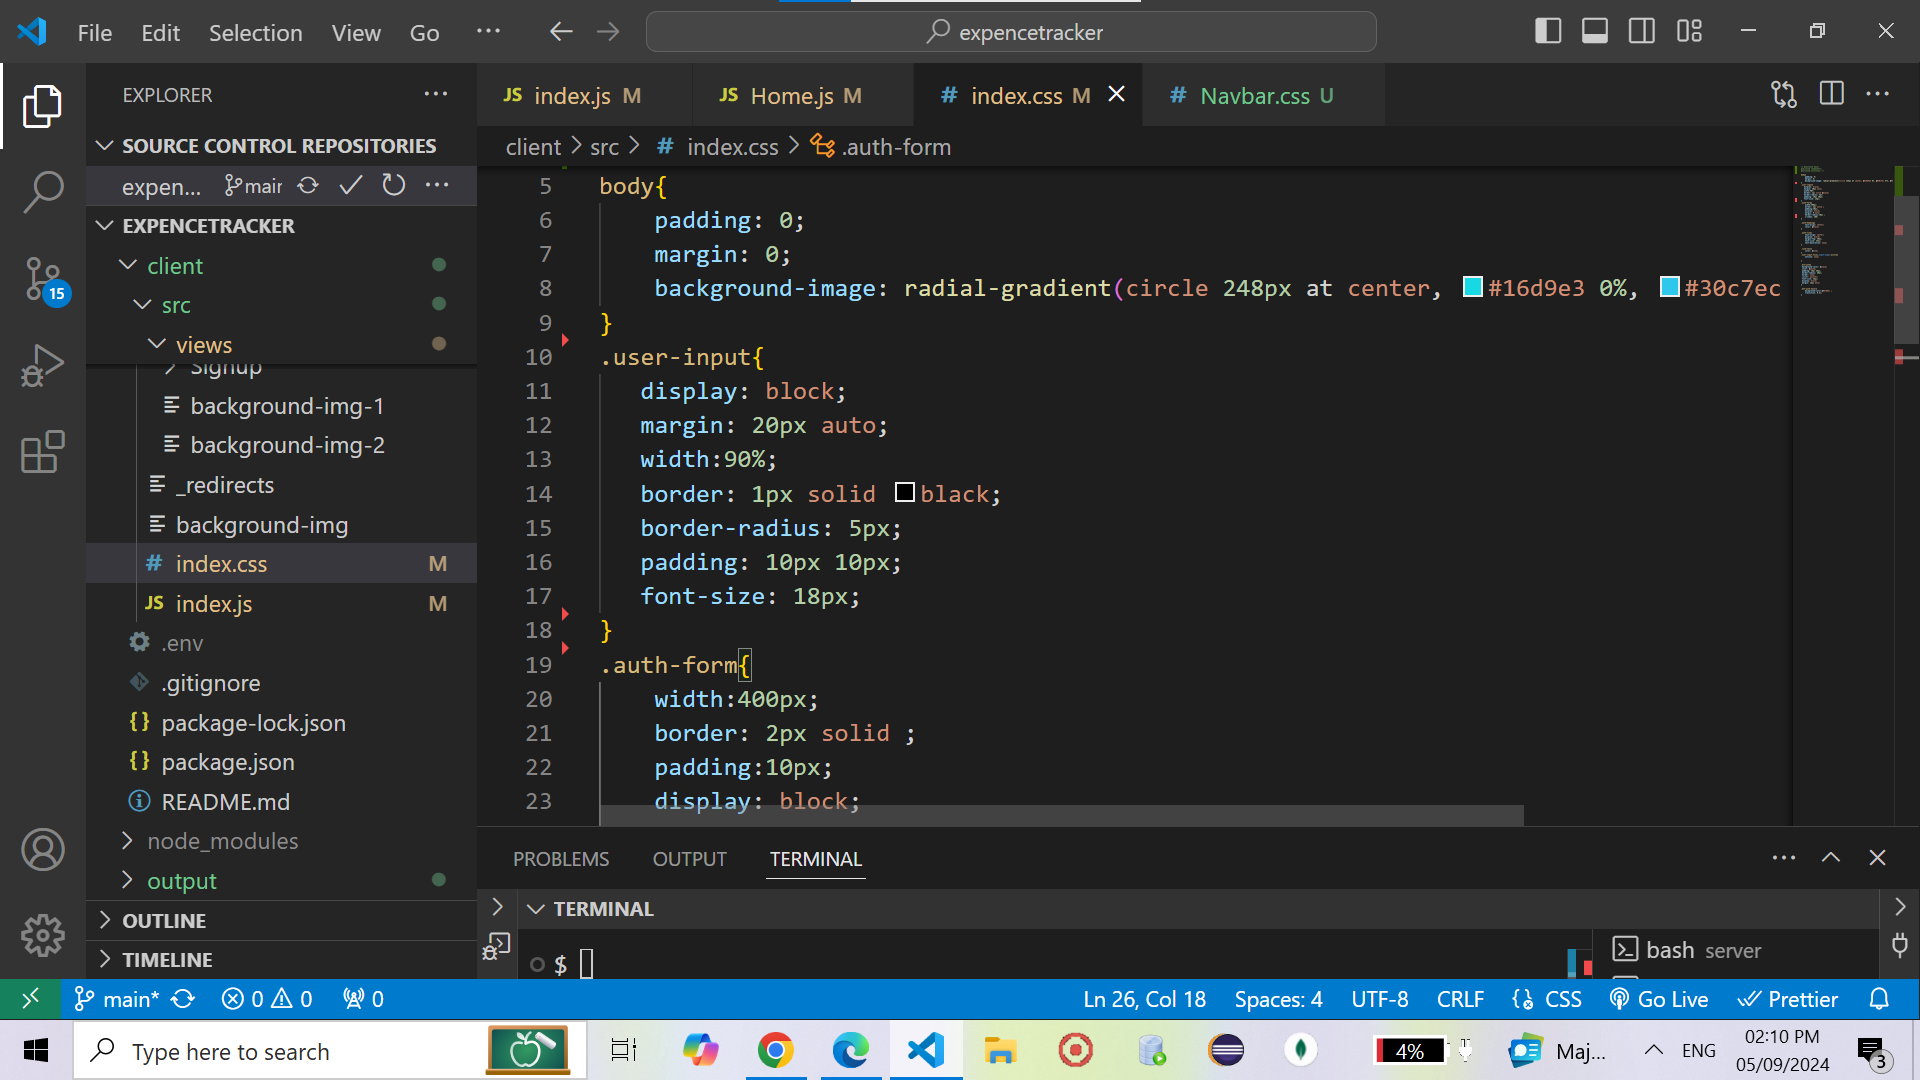 File Edit Selection View Go ···
expencetracker
EXPLORER
SOURCE CONTROL REPOSITORIES
expen... main
EXPENCETRACKER
client
src
views
Signup
background-img-1
background-img-2
_redirects
background-img
# index.css M
JS index.js M
.env
.gitignore
{} package-lock.json
{} package.json
README.md
node_modules
output
OUTLINE
TIMELINE
15
JS index.js M
JS Home.js M
# index.css M
# Navbar.css U
client > src > # index.css > .auth-form
5 body{
6 padding: 0;
7 margin: 0;
8 background-image: radial-gradient(circle 248px at center, #16d9e3 0%, #30c7ec
9 }
10 .user-input{
11 display: block;
12 margin: 20px auto;
13 width:90%;
14 border: 1px solid black;
15 border-radius: 5px;
16 padding: 10px 10px;
17 font-size: 18px;
18 }
19 .auth-form{
20 width:400px;
21 border: 2px solid ;
22 padding:10px;
23 display: block;
PROBLEMS OUTPUT TERMINAL
TERMINAL
$
bash server
main* 0 0 0
Ln 26, Col 18 Spaces: 4 UTF-8 CRLF CSS Go Live Prettier
Type here to search
4%
Maj...
ENG
02:10 PM
05/09/2024
3